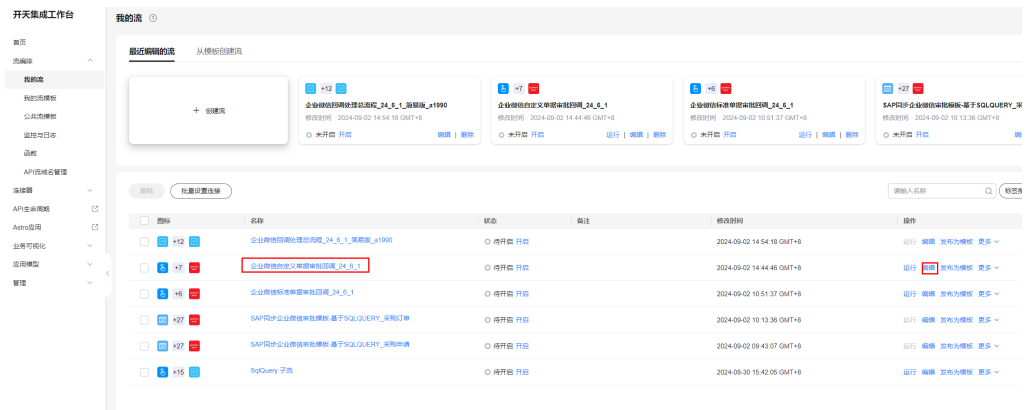 开天集成工作台
首页
流编排
我的流
我的流模板
公共流模板
监控与日志
函数
API流域名管理
连接器
API生命周期
Astro应用
业务可视化
应用模型
管理
我的流
最近编辑的流 从模板创建流
+ 创建流
+12
企业微信回调处理总流程_24_6_1_简易版_a1990
修改时间 2024-09-02 14:54:18 GMT+8
未开启 开启 编辑 | 删除
+7
企业微信自定义单据审批回调_24_6_1
修改时间 2024-09-02 14:44:46 GMT+8
未开启 开启 运行 | 编辑 | 删除
+6
企业微信标准单据审批回调_24_6_1
修改时间 2024-09-02 10:51:37 GMT+8
未开启 开启 运行 | 编辑 | 删除
+27
SAP同步企业微信审批模板-基于SQLQUERY_采
修改时间 2024-09-02 10:13:36 GMT+8
未开启 开启 编
删除 批量设置连接 请输入名称 标签
图标 名称 状态 备注 修改时间 操作
+12 企业微信回调处理总流程_24_6_1_简易版_a1990 待开启 开启 2024-09-02 14:54:18 GMT+8 运行 编辑 发布为模板 更多
+7 企业微信自定义单据审批回调_24_6_1 待开启 开启 2024-09-02 14:44:46 GMT+8 运行 编辑 发布为模板 更多
+6 企业微信标准单据审批回调_24_6_1 待开启 开启 2024-09-02 10:51:37 GMT+8 运行 编辑 发布为模板 更多
+27 SAP同步企业微信审批模板-基于SQLQUERY_采购订单 待开启 开启 2024-09-02 10:13:36 GMT+8 运行 编辑 发布为模板 更多
+27 SAP同步企业微信审批模板-基于SQLQUERY_采购申请 待开启 开启 2024-09-02 09:43:07 GMT+8 运行 编辑 发布为模板 更多
+15 SqlQuery 子流 待开启 开启 2024-08-30 15:42:05 GMT+8 运行 编辑 发布为模板 更多